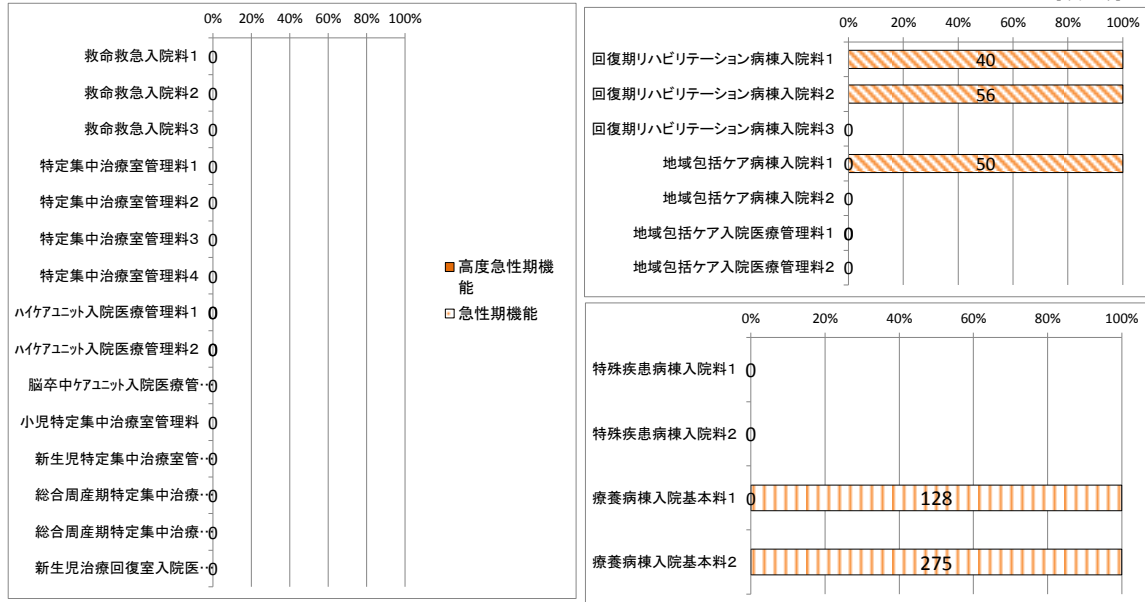 0% 20% 40% 60% 80% 100%
救命救急入院料1 0
救命救急入院料2 0
救命救急入院料3 0
特定集中治療室管理料1 0
特定集中治療室管理料2 0
特定集中治療室管理料3 0
特定集中治療室管理料4 0
ﾊｲｹｱﾕﾆｯﾄ入院医療管理料1 0
ﾊｲｹｱﾕﾆｯﾄ入院医療管理料2 0
脳卒中ｹｱﾕﾆｯﾄ入院医療管… 0
小児特定集中治療室管理料 0
新生児特定集中治療室管… 0
総合周産期特定集中治療… 0
総合周産期特定集中治療… 0
新生児治療回復室入院医… 0
高度急性期機
能
急性期機能
0% 20% 40% 60% 80% 100%
回復期リハビリテーション病棟入院料1 40
回復期リハビリテーション病棟入院料2 56
回復期リハビリテーション病棟入院料3 0
地域包括ケア病棟入院料1 0 50
地域包括ケア病棟入院料2 0
地域包括ケア入院医療管理料1 0
地域包括ケア入院医療管理料2 0
0% 20% 40% 60% 80% 100%
特殊疾患病棟入院料1 0
特殊疾患病棟入院料2 0
療養病棟入院基本料1 0 128
療養病棟入院基本料2 275